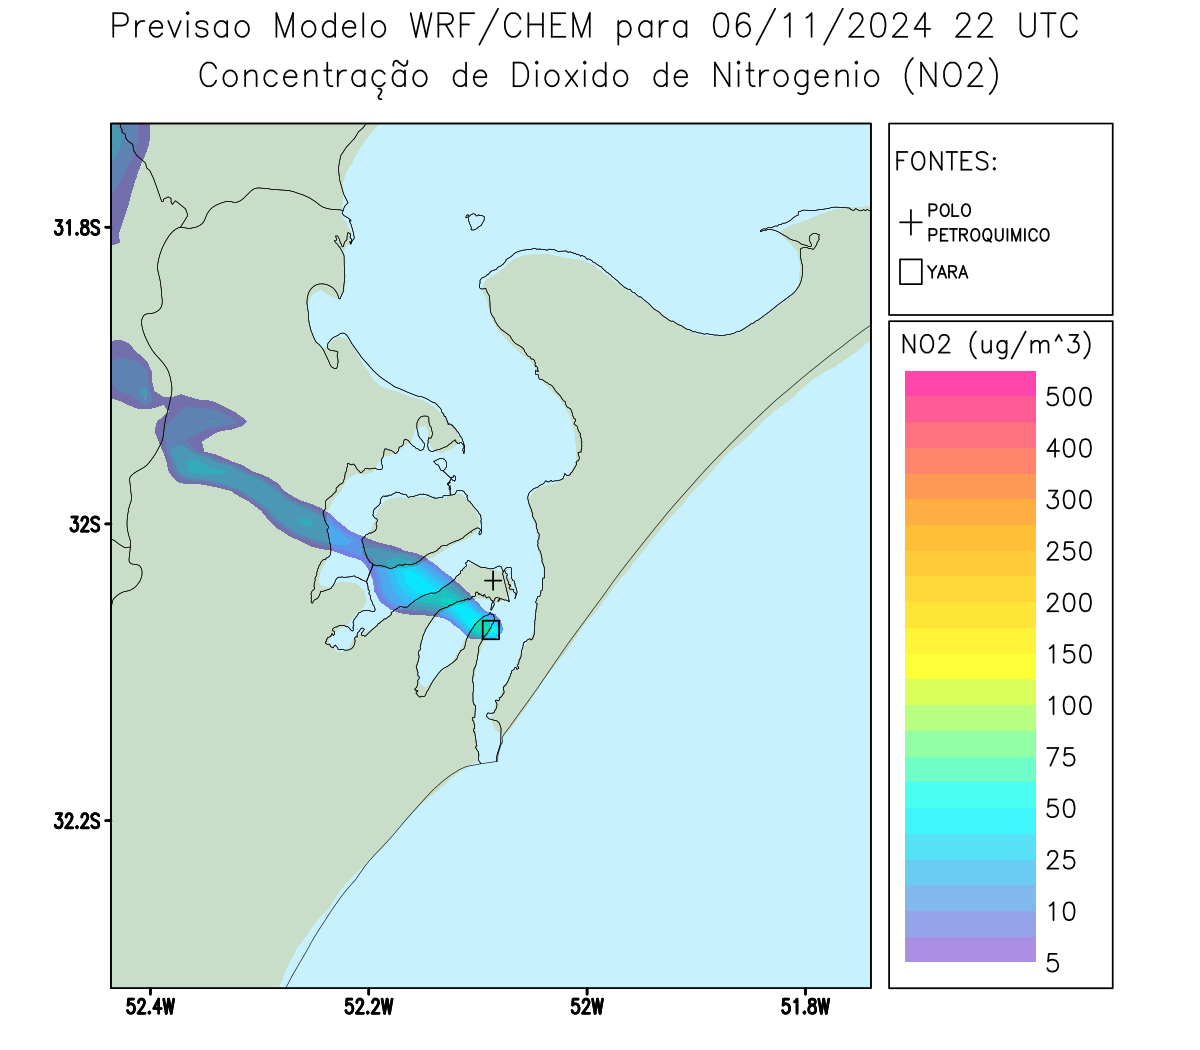 Previsao Modelo WRF/CHEM para 06/11/2024 22 UTC
Concentração de Dioxido de Nitrogenio (NO2)
FONTES:
POLO
PETROQUIMICO
YARA
NO2 (ug/m^3)
500
400
300
250
200
150
100
75
50
25
10
5
31.8S
32S
32.2S
52.4W
52.2W
52W
51.8W